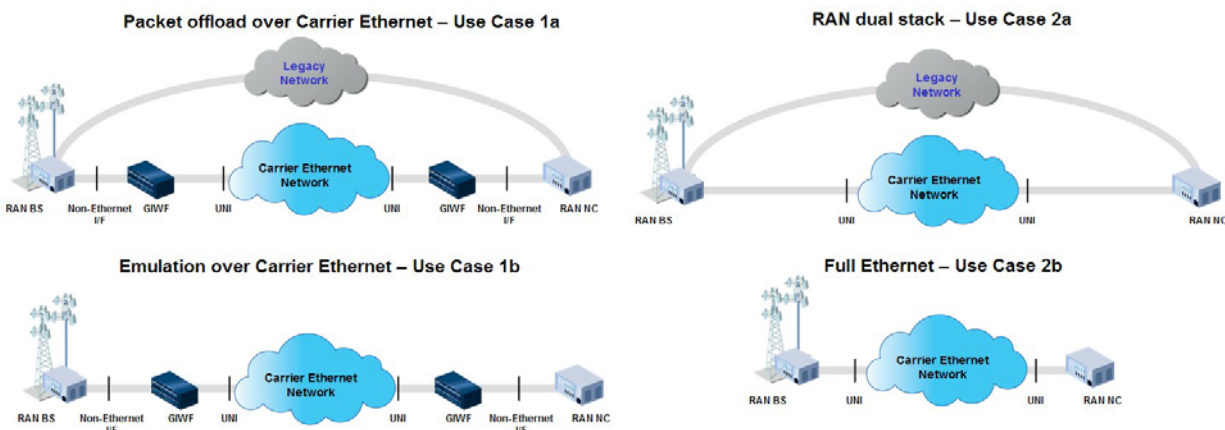 Packet offload over Carrier Ethernet – Use Case 1a
Legacy
Network
Carrier Ethernet
Network
RAN BS
Non-Ethernet
I/F
GIWF
UNI
UNI
GIWF
Non-Ethernet
I/F
RAN NC
RAN dual stack – Use Case 2a
Legacy
Network
Carrier Ethernet
Network
RAN BS
UNI
UNI
RAN NC
Emulation over Carrier Ethernet – Use Case 1b
Carrier Ethernet
Network
RAN BS
Non-Ethernet
I/F
GIWF
UNI
UNI
GIWF
Non-Ethernet
I/F
RAN NC
Full Ethernet – Use Case 2b
Carrier Ethernet
Network
RAN BS
UNI
UNI
RAN NC